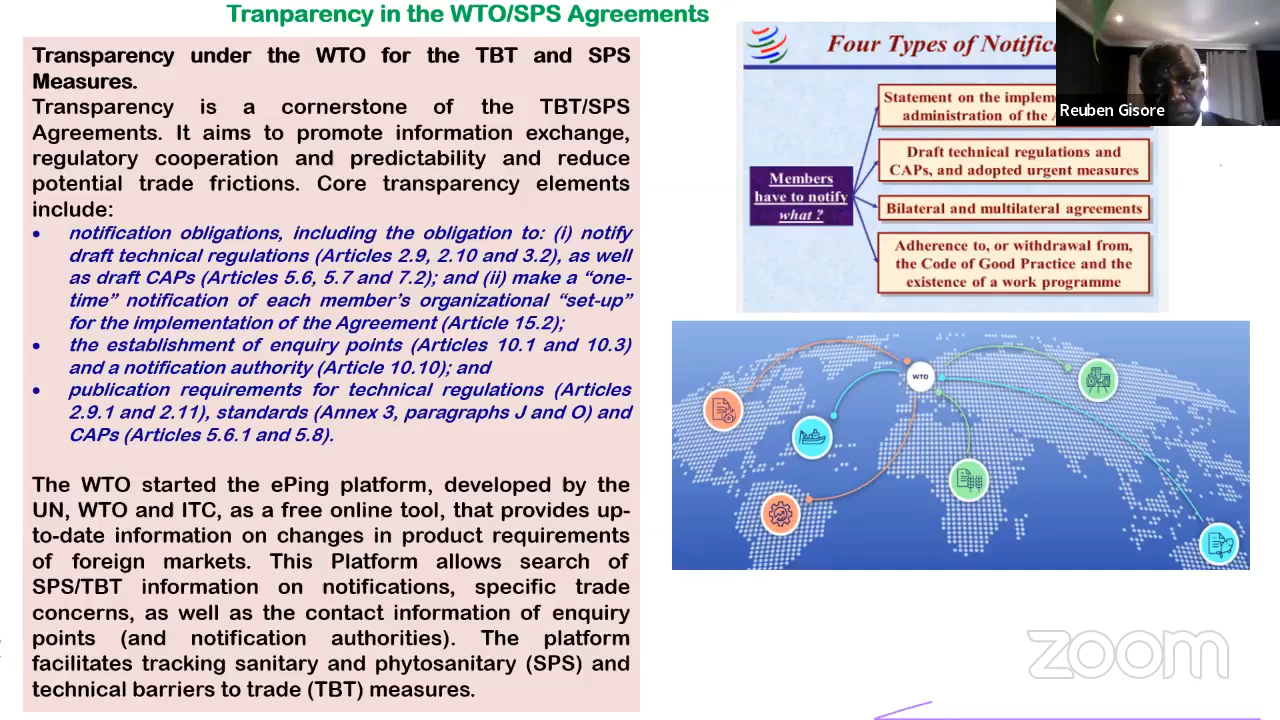 Tranparency in the WTO/SPS Agreements
Transparency under the WTO for the TBT and SPS
Measures.
Transparency is a cornerstone of the TBT/SPS
Agreements. It aims to promote information exchange,
regulatory cooperation and predictability and reduce
potential trade frictions. Core transparency elements
include:
• notification obligations, including the obligation to: (i) notify
draft technical regulations (Articles 2.9, 2.10 and 3.2), as well
as draft CAPs (Articles 5.6, 5.7 and 7.2); and (ii) make a “one-
time” notification of each member’s organizational “set-up”
for the implementation of the Agreement (Article 15.2);
• the establishment of enquiry points (Articles 10.1 and 10.3)
and a notification authority (Article 10.10); and
• publication requirements for technical regulations (Articles
2.9.1 and 2.11), standards (Annex 3, paragraphs J and O) and
CAPs (Articles 5.6.1 and 5.8).
The WTO started the ePing platform, developed by the
UN, WTO and ITC, as a free online tool, that provides up-
to-date information on changes in product requirements
of foreign markets. This Platform allows search of
SPS/TBT information on notifications, specific trade
concerns, as well as the contact information of enquiry
points (and notification authorities). The platform
facilitates tracking sanitary and phytosanitary (SPS) and
technical barriers to trade (TBT) measures.
Four Types of
Members
have to notify
what ?
Statement on the
administration of the
Draft technical regulations and
CAPs, and adopted urgent measures
Bilateral and multilateral agreements
Adherence to, or withdrawal from,
the Code of Good Practice and the
existence of a work programme
Reuben Gisore
WTO
zoom